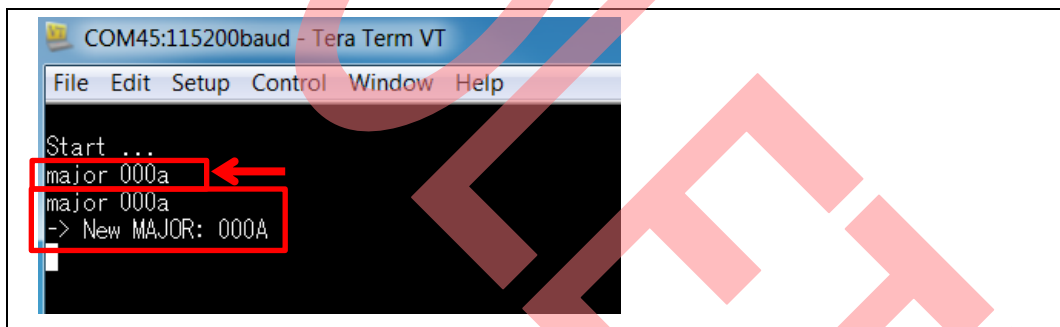 COM45:115200baud - Tera Term VT
File Edit Setup Control Window Help
Start ...
major 000a
major 000a
-> New MAJOR: 000A